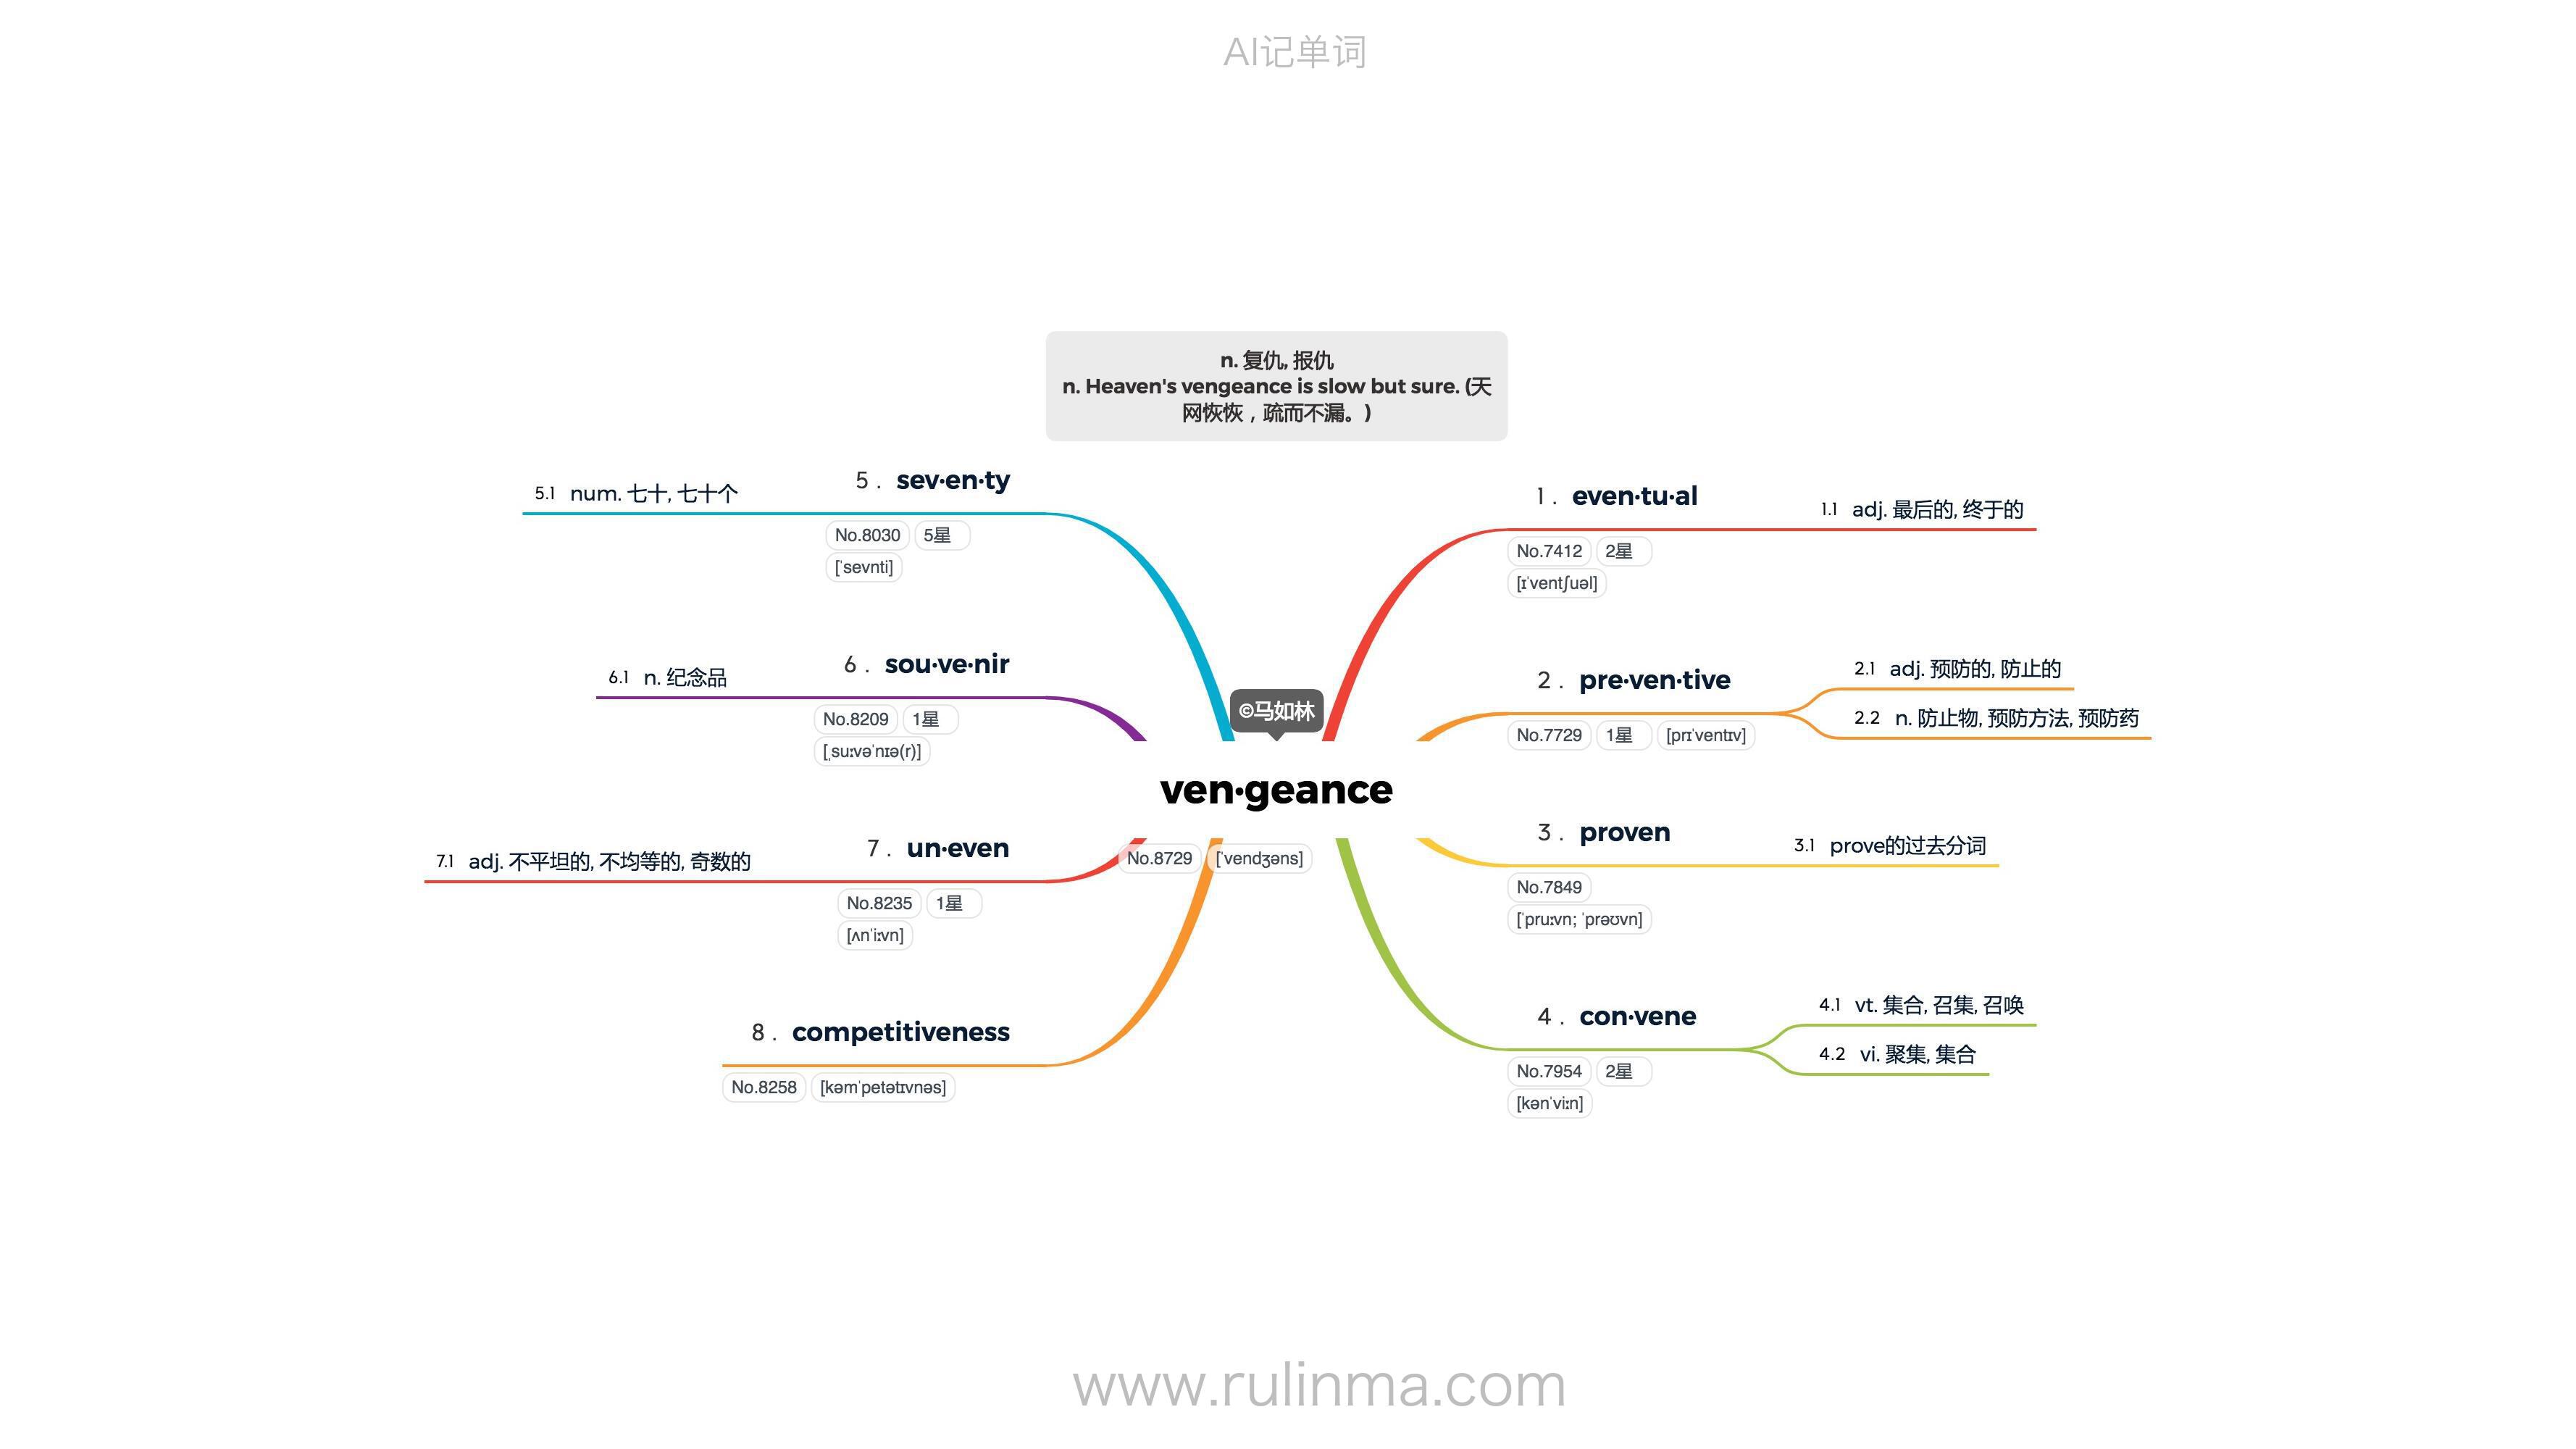 AI记单词
n. 复仇, 报仇
n. Heaven's vengeance is slow but sure. (天
网恢恢，疏而不漏。)
©马如林
ven·geance
No.8729 [ˈvendʒəns]
1 . even·tu·al
No.7412 2星
[ɪˈventʃuəl]
1.1 adj. 最后的, 终于的
2 . pre·ven·tive
No.7729 1星 [prɪˈventɪv]
2.1 adj. 预防的, 防止的
2.2 n. 防止物, 预防方法, 预防药
3 . proven
No.7849
[ˈpruːvn; ˈprəʊvn]
3.1 prove的过去分词
4 . con·vene
No.7954 2星
[kənˈviːn]
4.1 vt. 集合, 召集, 召唤
4.2 vi. 聚集, 集合
5 . sev·en·ty
No.8030 5星
[ˈsevnti]
5.1 num. 七十, 七十个
6 . sou·ve·nir
No.8209 1星
[ˌsuːvəˈnɪə(r)]
6.1 n. 纪念品
7 . un·even
No.8235 1星
[ʌnˈiːvn]
7.1 adj. 不平坦的, 不均等的, 奇数的
8 . competitiveness
No.8258 [kəmˈpetətɪvnəs]
www.rulinma.com